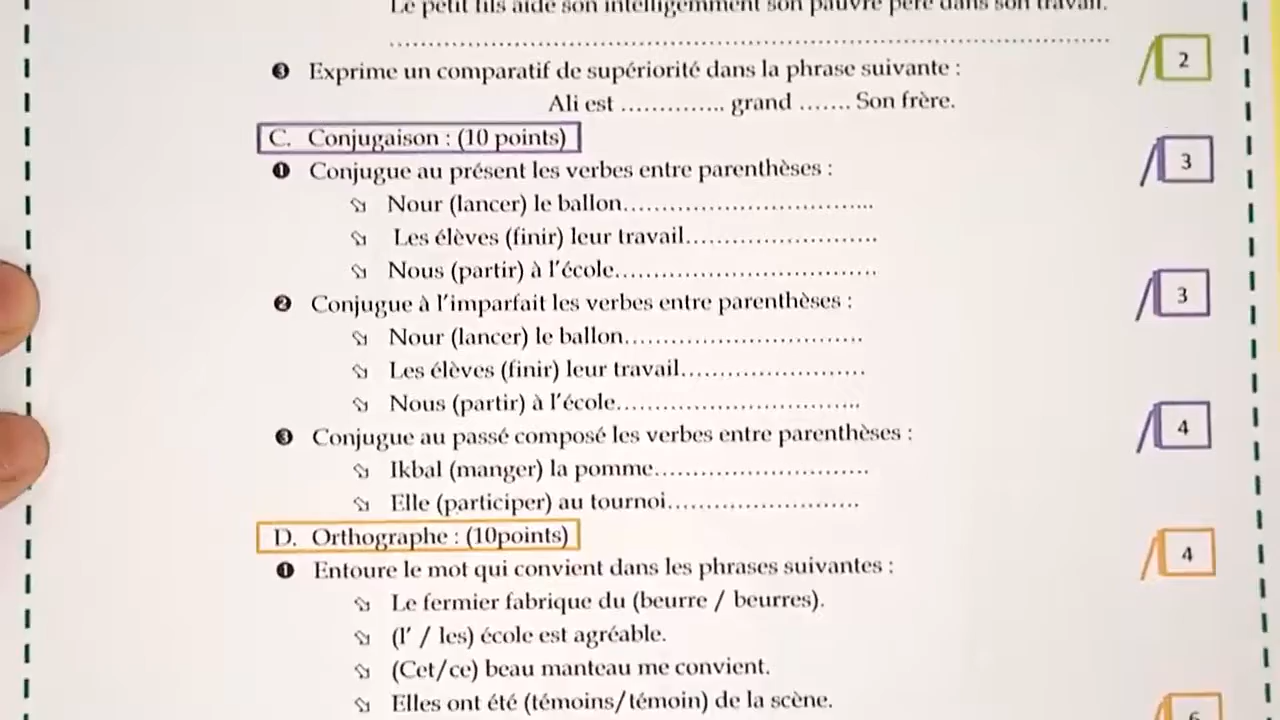 Le petit fils aide son intelligemment son pauvre père dans son travail.
................................................................
2
❸ Exprime un comparatif de supériorité dans la phrase suivante :
Ali est .............. grand ....... Son frère.
C. Conjugaison : (10 points)
3
❶ Conjugue au présent les verbes entre parenthèses :
Nour (lancer) le ballon....................................
Les élèves (finir) leur travail............................
Nous (partir) à l'école.....................................
3
❷ Conjugue à l'imparfait les verbes entre parenthèses :
Nour (lancer) le ballon...................................
Les élèves (finir) leur travail..........................
Nous (partir) à l'école..................................
4
❸ Conjugue au passé composé les verbes entre parenthèses :
Ikbal (manger) la pomme..............................
Elle (participer) au tournoi...........................
D. Orthographe : (10points)
4
❶ Entoure le mot qui convient dans les phrases suivantes :
Le fermier fabrique du (beurre / beurres).
(l' / les) école est agréable.
(Cet/ce) beau manteau me convient.
Elles ont été (témoins/témoin) de la scène.